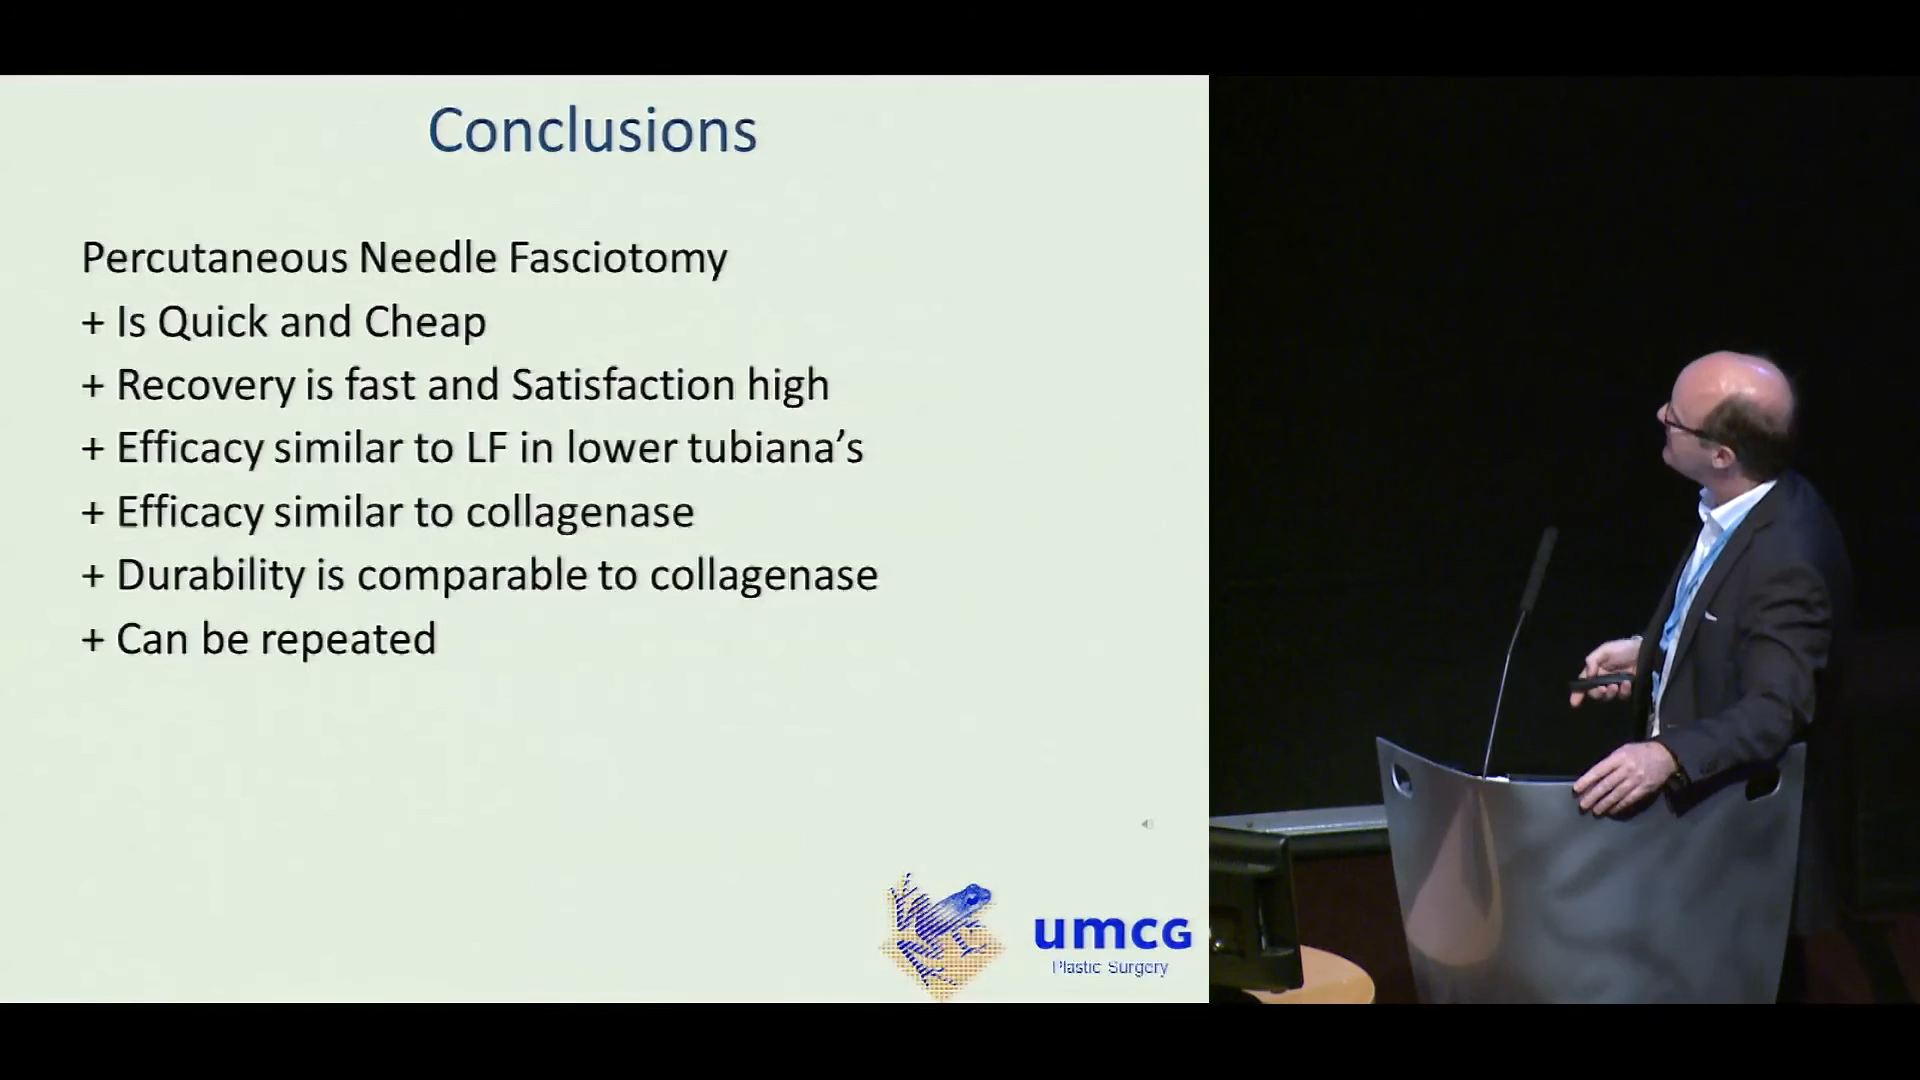 Conclusions
Percutaneous Needle Fasciotomy
+ Is Quick and Cheap
+ Recovery is fast and Satisfaction high
+ Efficacy similar to LF in lower tubiana’s
+ Efficacy similar to collagenase
+ Durability is comparable to collagenase
+ Can be repeated
umcG
Plastic Surgery